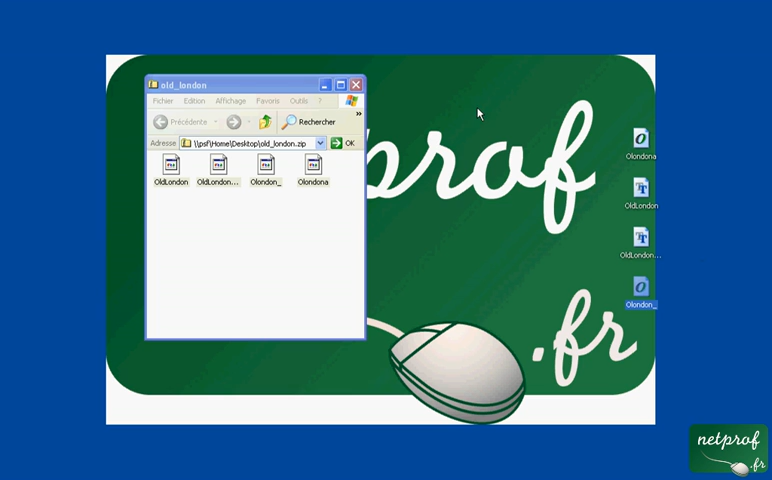 old_london
Fichier Edition Affichage Favoris Outils ? »
Précédente Rechercher »
Adresse \\psf\Home\Desktop\old_london.zip OK
OldLondon OldLondon... Olondon_ Olondona
Olondona
OldLondon
OldLondon...
Olondon_
prof
.fr
netprof
.fr